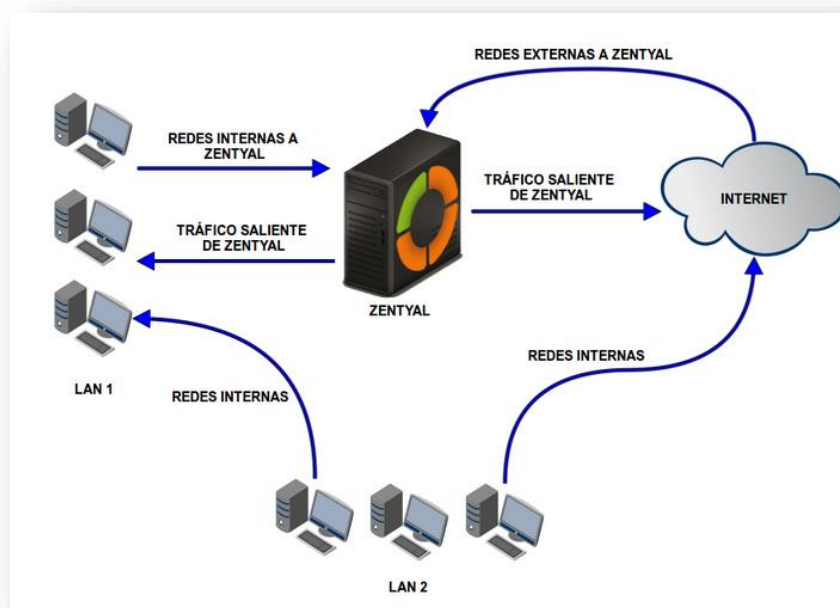 REDES EXTERNAS A ZENTYAL
REDES INTERNAS A
ZENTYAL
TRÁFICO SALIENTE
DE ZENTYAL
INTERNET
TRÁFICO SALIENTE
DE ZENTYAL
ZENTYAL
REDES INTERNAS
LAN 1
REDES INTERNAS
LAN 2